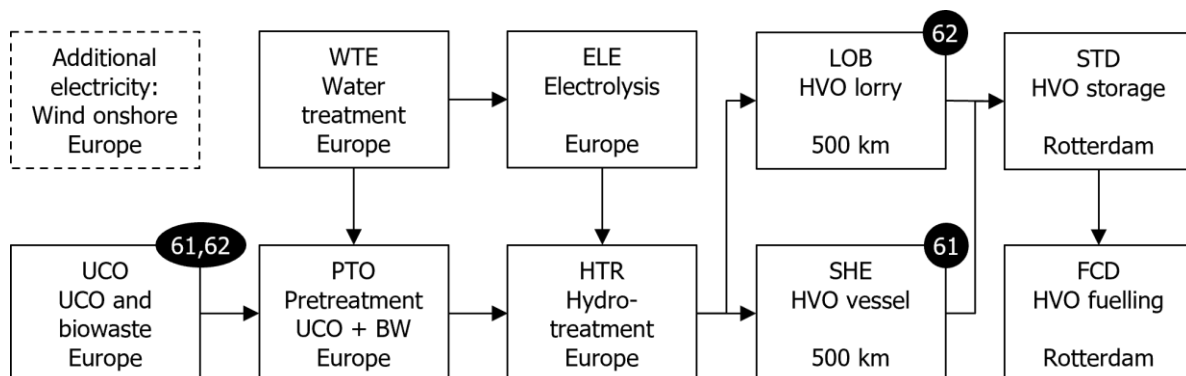 Additional
electricity:
Wind onshore
Europe
WTE
Water
treatment
Europe
ELE
Electrolysis
Europe
62
LOB
HVO lorry
500 km
STD
HVO storage
Rotterdam
61,62
UCO
UCO and
biowaste
Europe
PTO
Pretreatment
UCO + BW
Europe
HTR
Hydro-
treatment
Europe
61
SHE
HVO vessel
500 km
FCD
HVO fuelling
Rotterdam